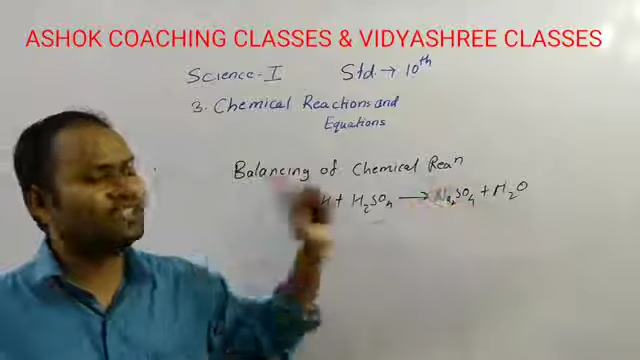 ASHOK COACHING CLASSES & VIDYASHREE CLASSES
Science-I Std. → 10th
3. Chemical Reactions and
Equations
Balancing of Chemical Rean
+ H2SO4 → Na2SO4 + H2O